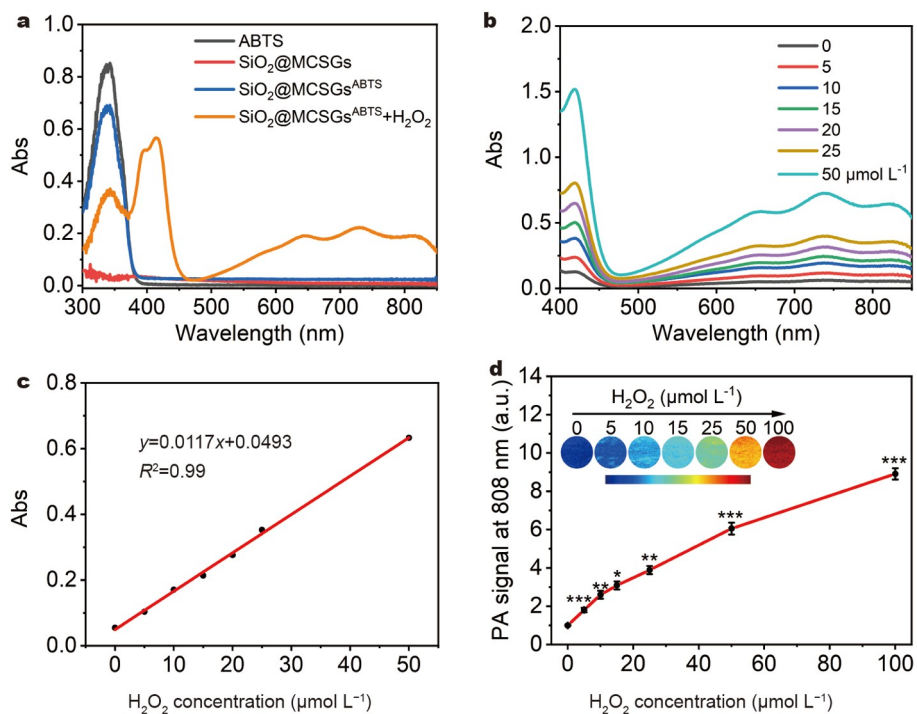 a
Abs
1.0
0.8
0.6
0.4
0.2
0.0
ABTS
SiO₂@MCSGs
SiO₂@MCSGsᴬᴮᵀˢ
SiO₂@MCSGsᴬᴮᵀˢ+H₂O₂
300 400 500 600 700 800
Wavelength (nm)
b
Abs
2.0
1.5
1.0
0.5
0.0
0
5
10
15
20
25
50 μmol L⁻¹
400 500 600 700 800
Wavelength (nm)
c
Abs
0.8
0.6
0.4
0.2
0.0
y=0.0117x+0.0493
R²=0.99
0 10 20 30 40 50
H₂O₂ concentration (μmol L⁻¹)
d
PA signal at 808 nm (a.u.)
14
12
10
8
6
4
2
0
H₂O₂ (μmol L⁻¹)
0 5 10 15 25 50 100
***
**
*
**
***
***
0 20 40 60 80 100
H₂O₂ concentration (μmol L⁻¹)